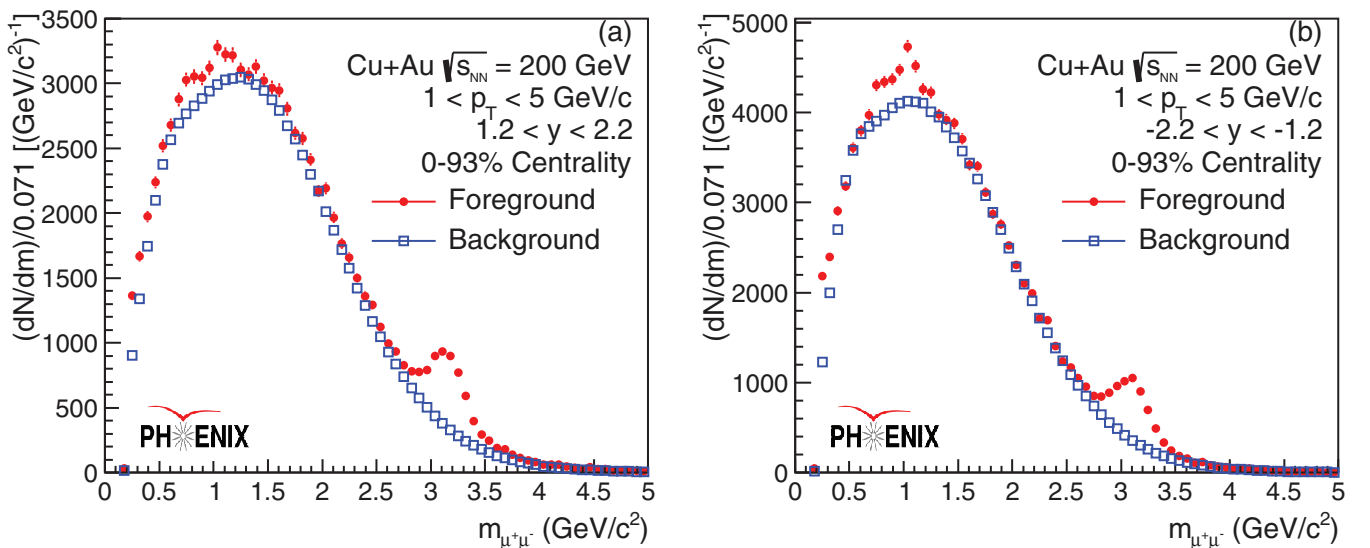 (a)
Cu+Au √s_NN = 200 GeV
1 < p_T < 5 GeV/c
1.2 < y < 2.2
0-93% Centrality
Foreground
Background
PHENIX
(dN/dm)/0.071 [(GeV/c²)⁻¹]
3500
3000
2500
2000
1500
1000
500
0
0 0.5 1 1.5 2 2.5 3 3.5 4 4.5 5
m_μ⁺μ⁻ (GeV/c²)
(b)
Cu+Au √s_NN = 200 GeV
1 < p_T < 5 GeV/c
-2.2 < y < -1.2
0-93% Centrality
Foreground
Background
PHENIX
(dN/dm)/0.071 [(GeV/c²)⁻¹]
5000
4000
3000
2000
1000
0
0 0.5 1 1.5 2 2.5 3 3.5 4 4.5 5
m_μ⁺μ⁻ (GeV/c²)